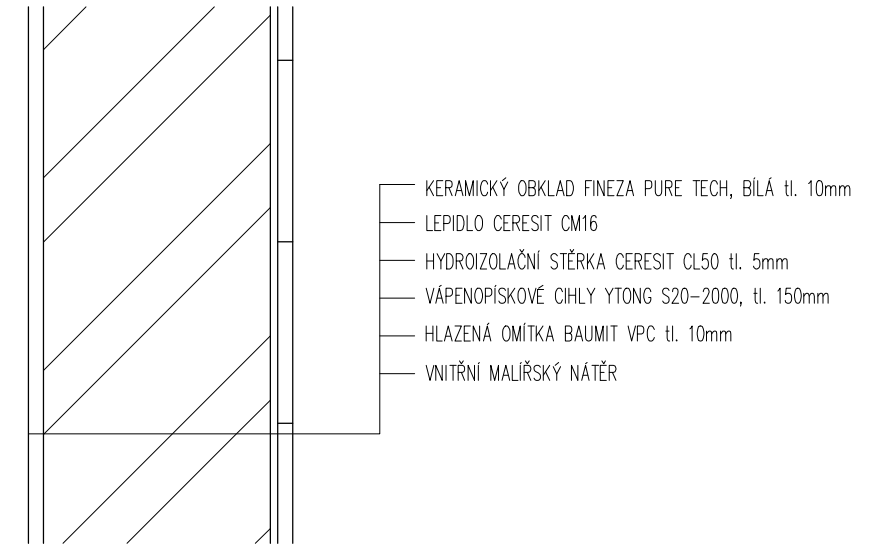 KERAMICKÝ OBKLAD FINEZA PURE TECH, BÍLÁ tl. 10mm
LEPIDLO CERESIT CM16
HYDROIZOLAČNÍ STĚRKA CERESIT CL50 tl. 5mm
VÁPENOPÍSKOVÉ CIHLY YTONG S20-2000, tl. 150mm
HLAZENÁ OMÍTKA BAUMIT VPC tl. 10mm
VNITŘNÍ MALÍŘSKÝ NÁTĚR